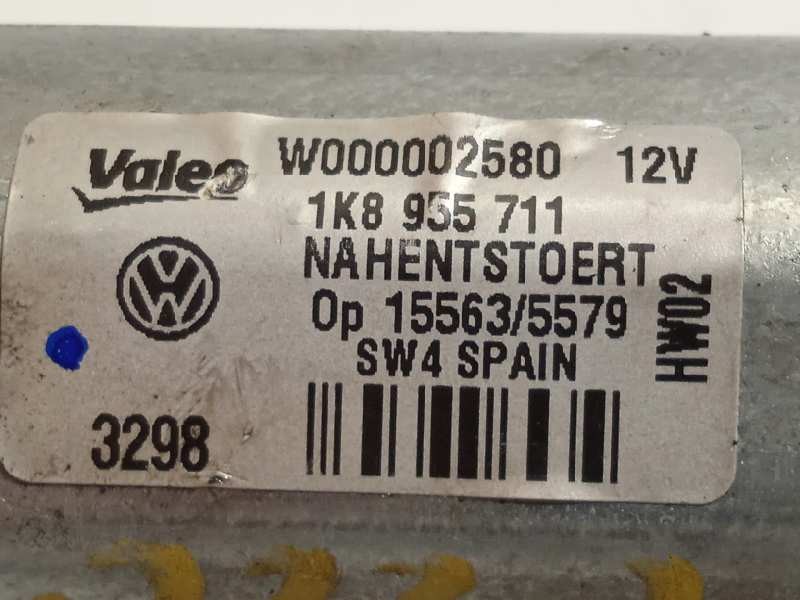 Valeo W000002580 12V
1K8 955 711
NAHENTSTOERT
Op 15563/5579
SW4 SPAIN
HW02
3298